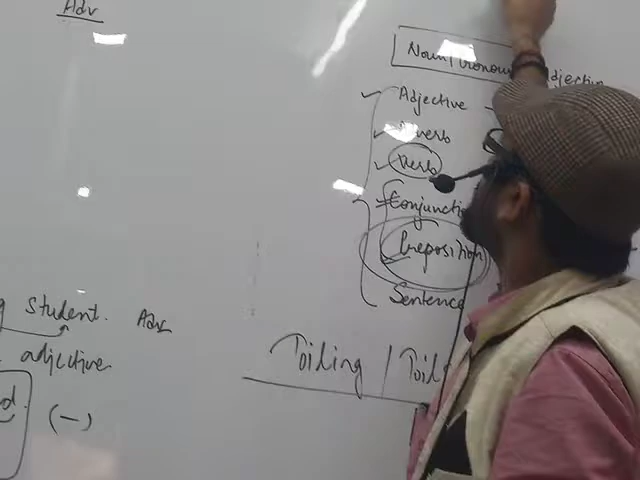 Adv
Noun/Pronoun
Adjective
Adjective
Adverb
Verb
Conjunction
Preposition
Sentence
student. Adv
adjective
(-)
Toiling / Toil